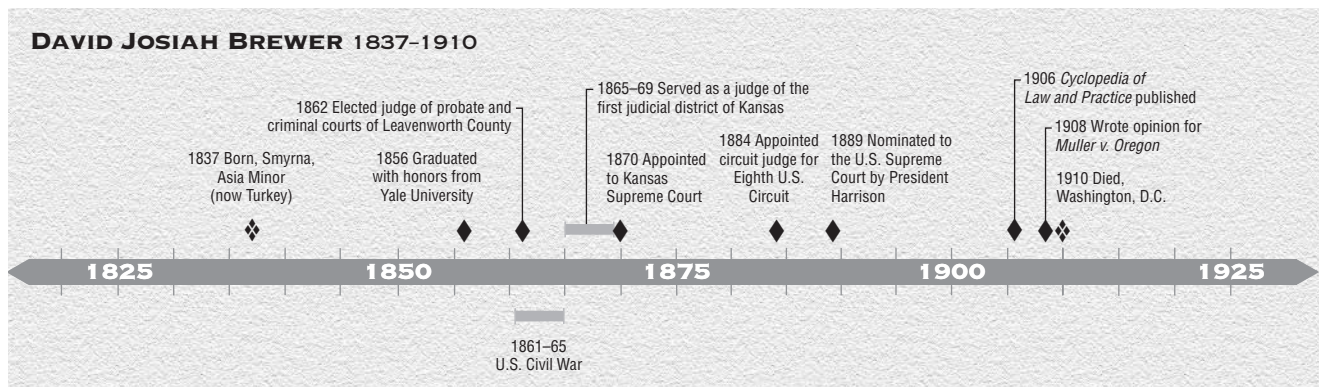 DAVID JOSIAH BREWER 1837–1910
1862 Elected judge of probate and
criminal courts of Leavenworth County
1865–69 Served as a judge of the
first judicial district of Kansas
1906 Cyclopedia of
Law and Practice published
1908 Wrote opinion for
Muller v. Oregon
1837 Born, Smyrna,
Asia Minor
(now Turkey)
1856 Graduated
with honors from
Yale University
1870 Appointed
to Kansas
Supreme Court
1884 Appointed
circuit judge for
Eighth U.S.
Circuit
1889 Nominated to
the U.S. Supreme
Court by President
Harrison
1910 Died,
Washington, D.C.
1825 1850 1875 1900 1925
1861–65
U.S. Civil War